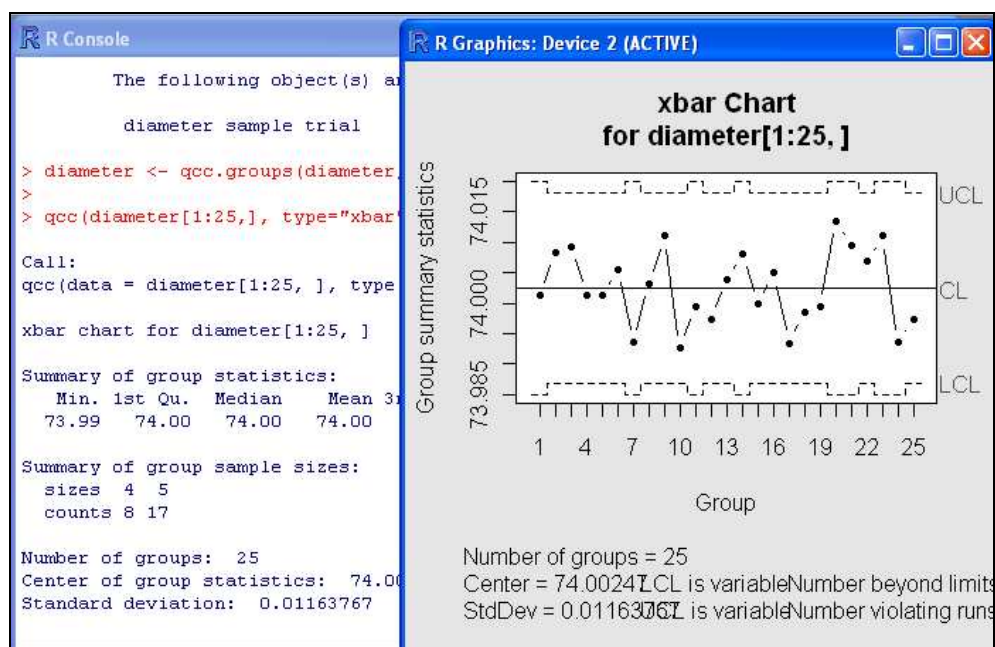 R Console
The following object(s) a
diameter sample trial
> diameter <- qcc.groups(diameter,
>
> qcc(diameter[1:25,], type="xbar"
Call:
qcc(data = diameter[1:25, ], type
xbar chart for diameter[1:25, ]
Summary of group statistics:
Min. 1st Qu. Median Mean 3
73.99 74.00 74.00 74.00
Summary of group sample sizes:
sizes 4 5
counts 8 17
Number of groups: 25
Center of group statistics: 74.00
Standard deviation: 0.01163767
R Graphics: Device 2 (ACTIVE)
xbar Chart
for diameter[1:25, ]
Group summary statistics
74.015
74.000
73.985
UCL
CL
LCL
1 4 7 10 13 16 19 22 25
Group
Number of groups = 25
Center = 74.00247 LCL is variable Number beyond limits
StdDev = 0.01163767 UCL is variable Number violating runs